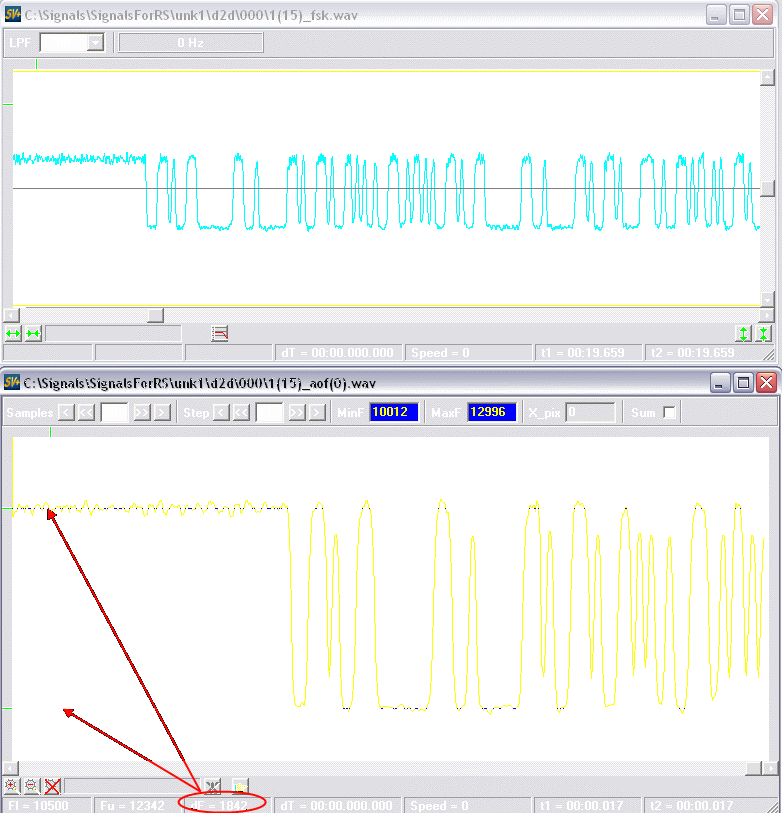 SV+ C:\Signals\SignalsForRS\unk1\d2d\000\1(15)_fsk.wav
LPF 0 Hz
dT = 00:00.000.000 Speed = 0 t1 = 00:19.659 t2 = 00:19.659
SV+ C:\Signals\SignalsForRS\unk1\d2d\000\1(15)_aof(0).wav
Samples < << >> > Step < << >> > MinF 10012 MaxF 12996 X_pix 0 Sum
Fl = 10500 Fu = 12342 dF = 1842 dT = 00:00.000.000 Speed = 0 t1 = 00:00.017 t2 = 00:00.017